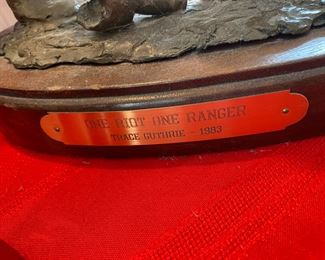 ONE RIOT ONE RANGER
TRACE GUTHRIE - 1983